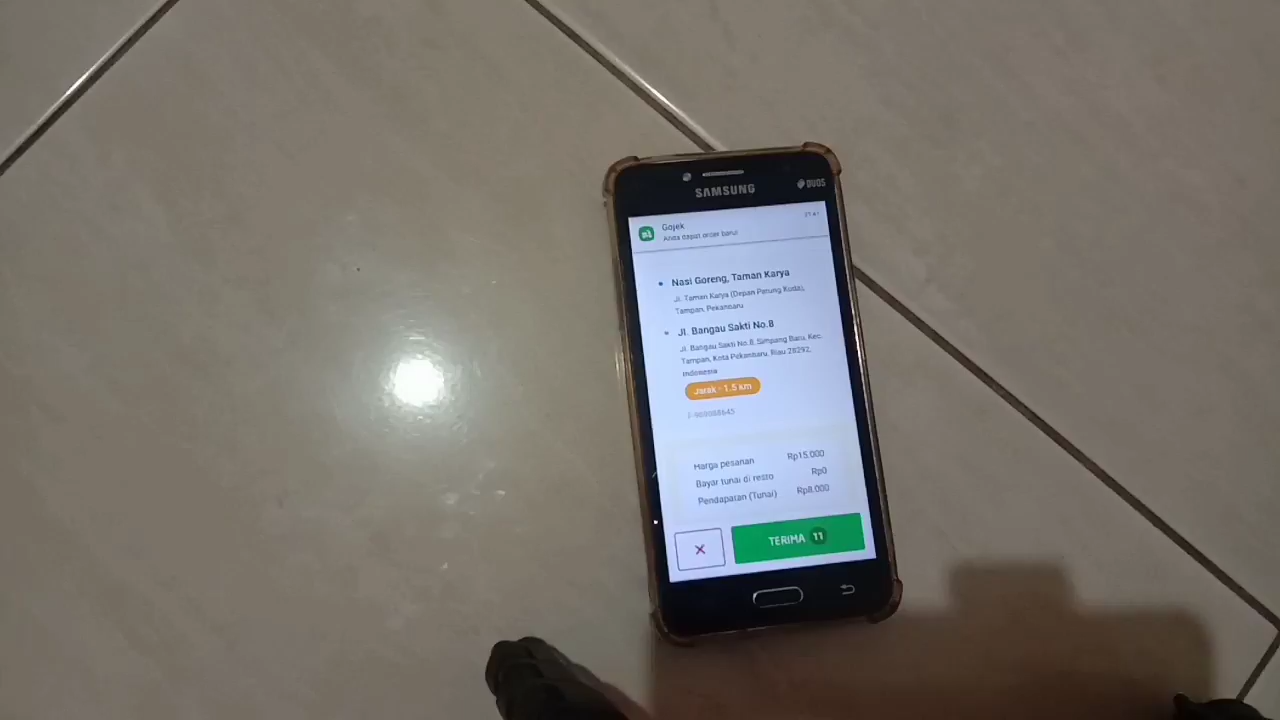 SAMSUNG
DUOS
Gojek
Anda dapat order baru!
Nasi Goreng, Taman Karya
Jl. Taman Karya (Depan Perung Kuda),
Tampan, Pekanbaru
Jl. Bangau Sakti No.8
Jl. Bangau Sakti No.8, Simpang Baru, Kec.
Tampan, Kota Pekanbaru, Riau 28292,
Indonesia
Jarak - 1.5 km
F-969088645
Harga pesanan Rp15.000
Bayar tunai di resto Rp0
Pendapatan (Tunai) Rp8.000
X TERIMA 11